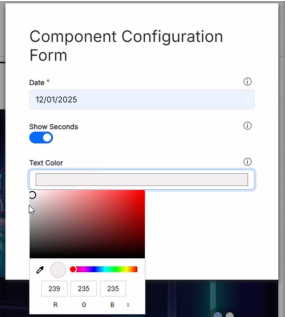 Component Configuration
Form
Date *
12/01/2025
Show Seconds
Text Color
239 235 235
R G B